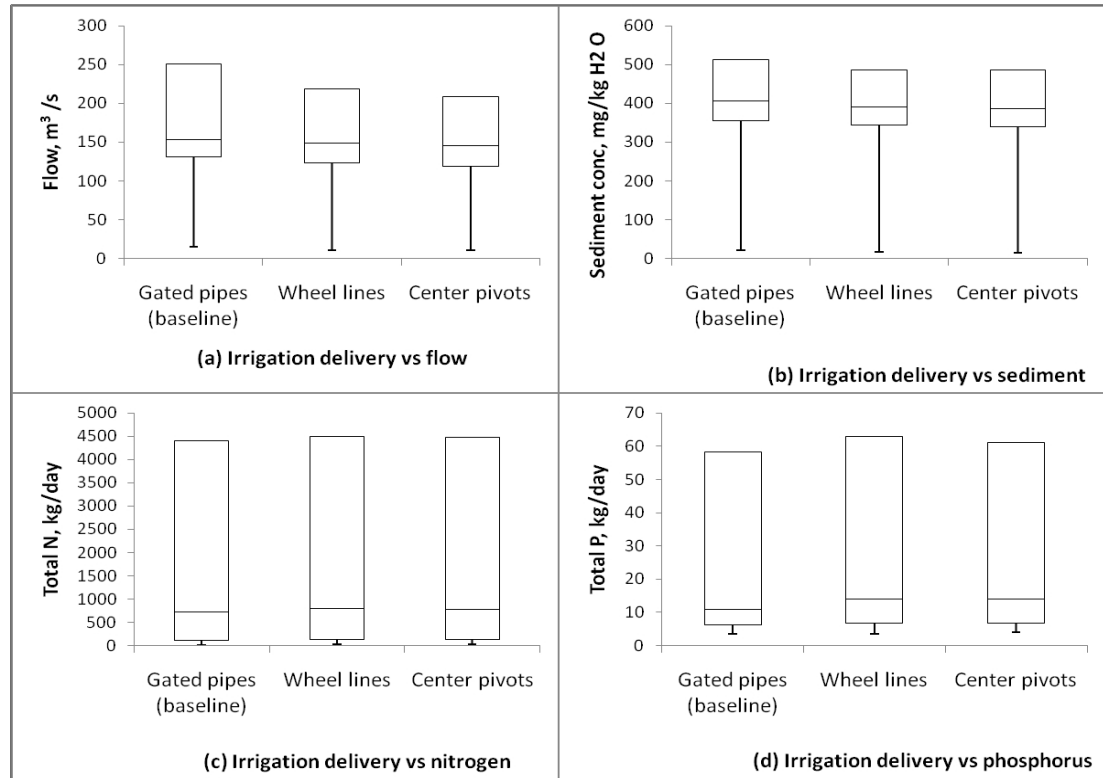 300
250
200
150
100
50
0
Flow, m³ /s
Gated pipes
(baseline)
Wheel lines
Center pivots
(a) Irrigation delivery vs flow
600
500
400
300
200
100
0
Sediment conc, mg/kg H2 O
Gated pipes
(baseline)
Wheel lines
Center pivots
(b) Irrigation delivery vs sediment
5000
4500
4000
3500
3000
2500
2000
1500
1000
500
0
Total N, kg/day
Gated pipes
(baseline)
Wheel lines
Center pivots
(c) Irrigation delivery vs nitrogen
70
60
50
40
30
20
10
0
Total P, kg/day
Gated pipes
(baseline)
Wheel lines
Center pivots
(d) Irrigation delivery vs phosphorus